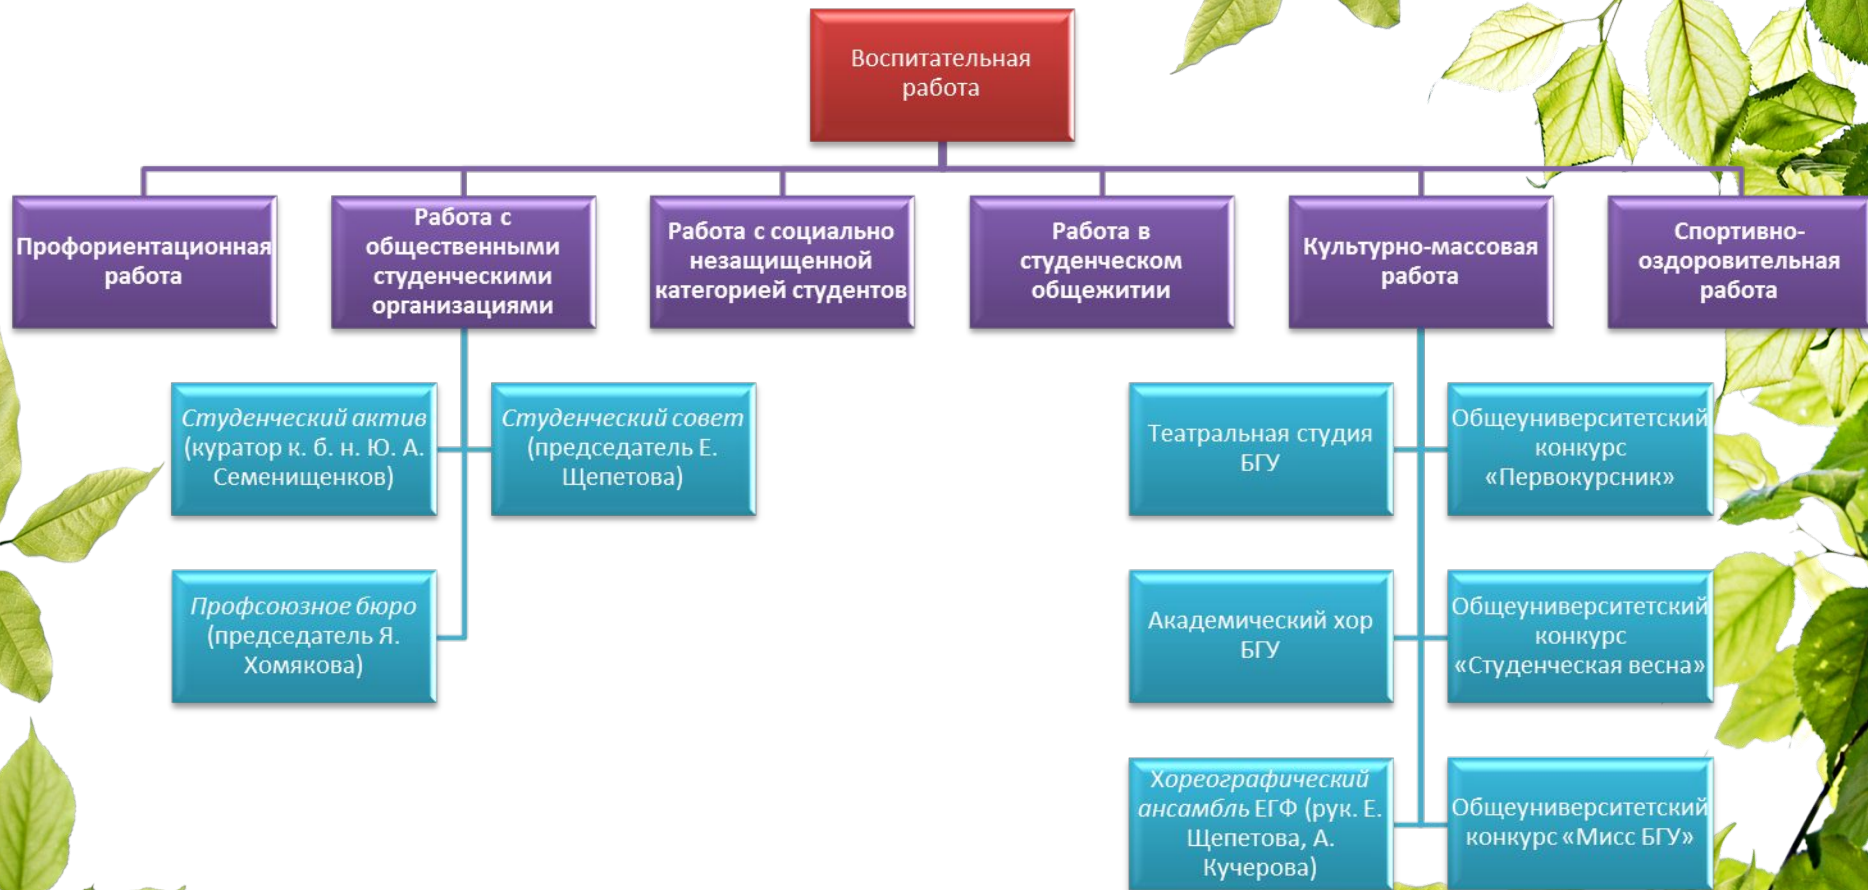 Воспитательная
работа
Профориентационная
работа
Работа с
общественными
студенческими
организациями
Работа с социально
незащищенной
категорией студентов
Работа в
студенческом
общежитии
Культурно-массовая
работа
Спортивно-
оздоровительная
работа
Студенческий актив
(куратор к. б. н. Ю. А.
Семенищенков)
Студенческий совет
(председатель Е.
Щепетова)
Профсоюзное бюро
(председатель Я.
Хомякова)
Театральная студия
БГУ
Общеуниверситетский
конкурс
«Первокурсник»
Академический хор
БГУ
Общеуниверситетский
конкурс
«Студенческая весна»
Хореографический
ансамбль ЕГФ (рук. Е.
Щепетова, А.
Кучерова)
Общеуниверситетский
конкурс «Мисс БГУ»